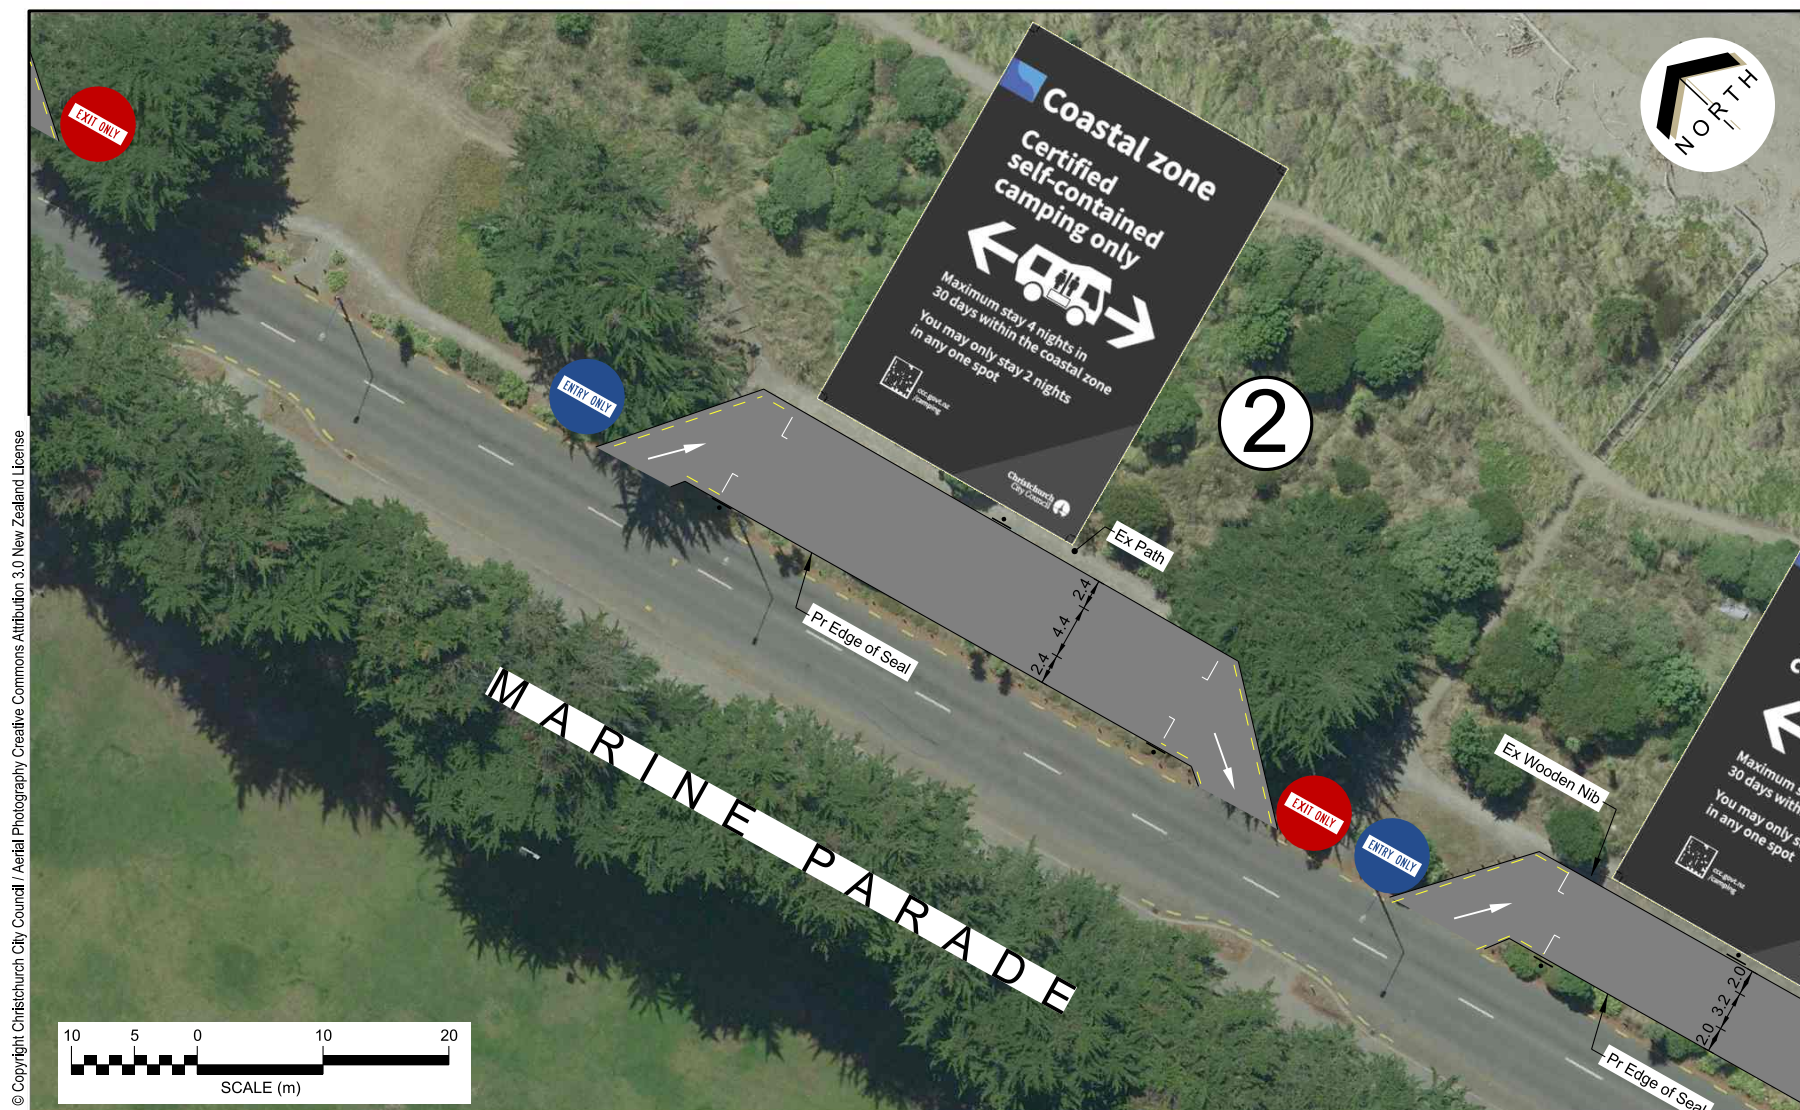 EXIT ONLY
NORTH
Coastal zone
Certified
self-contained
camping only
Maximum stay 4 nights in
30 days within the coastal zone
You may only stay 2 nights
in any one spot
ccc.govt.nz
/camping
Christchurch
City Council
ENTRY ONLY
2
Ex Path
2.4
4.4
2.4
Pr Edge of Seal
MARINE PARADE
EXIT ONLY
ENTRY ONLY
Ex Wooden Nib
Maximum s
30 days with
You may only s
in any one spot
ccc.govt.nz
/camping
2.0
3.2
2.0
Pr Edge of Seal
10 5 0 10 20
SCALE (m)
© Copyright Christchurch City Council / Aerial Photography Creative Commons Attribution 3.0 New Zealand License